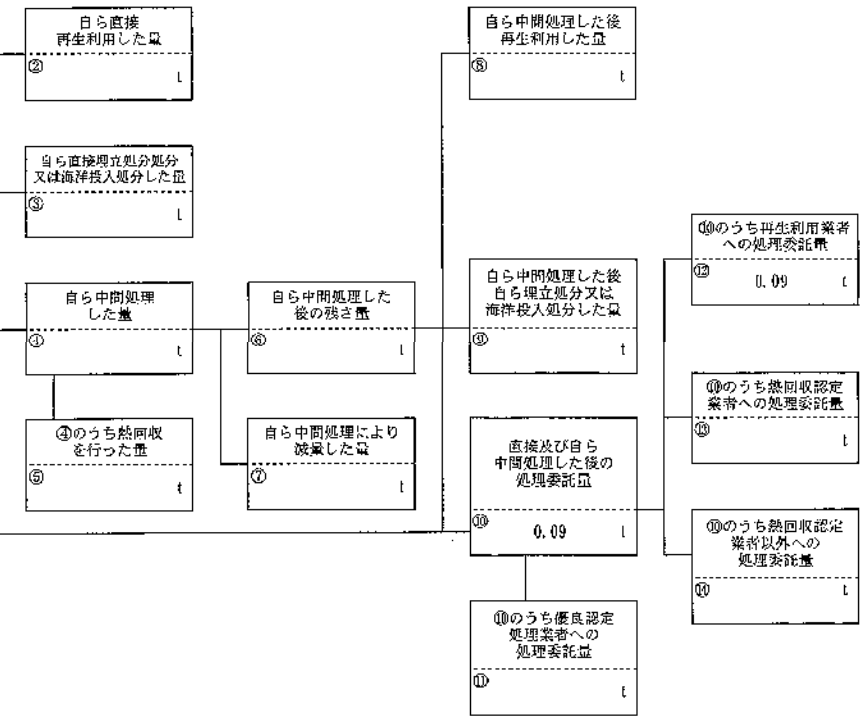 自ら直接
再生利用した量
②
t
自ら直接埋立処分処分
又は海洋投入処分した量
③
t
自ら中間処理
した量
④
t
④のうち熱回収
を行った量
⑤
t
自ら中間処理した
後の残さ量
⑥
t
自ら中間処理により
減量した量
⑦
t
自ら中間処理した後
再生利用した量
⑧
t
自ら中間処理した後
自ら埋立処分又は
海洋投入処分した量
⑨
t
直接及び自ら
中間処理した後の
処理委託量
⑩
0.09 t
⑩のうち優良認定
処理業者への
処理委託量
⑪
t
⑩のうち再生利用業者
への処理委託量
⑫
0.09 t
⑩のうち熱回収認定
業者への処理委託量
⑬
t
⑩のうち熱回収認定
業者以外への
処理委託量
⑭
t